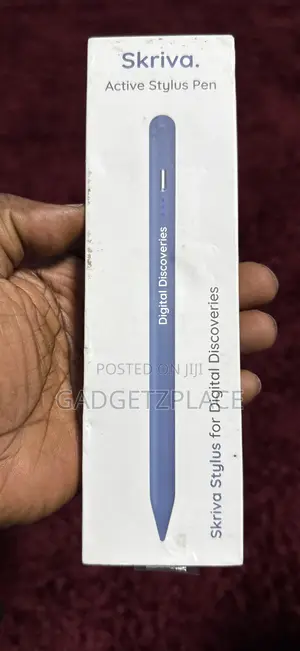 Skriva.
Active Stylus Pen
Digital Discoveries
Skriva Stylus for Digital Discoveries
POSTED ON JIJI
GADGETZPLACE